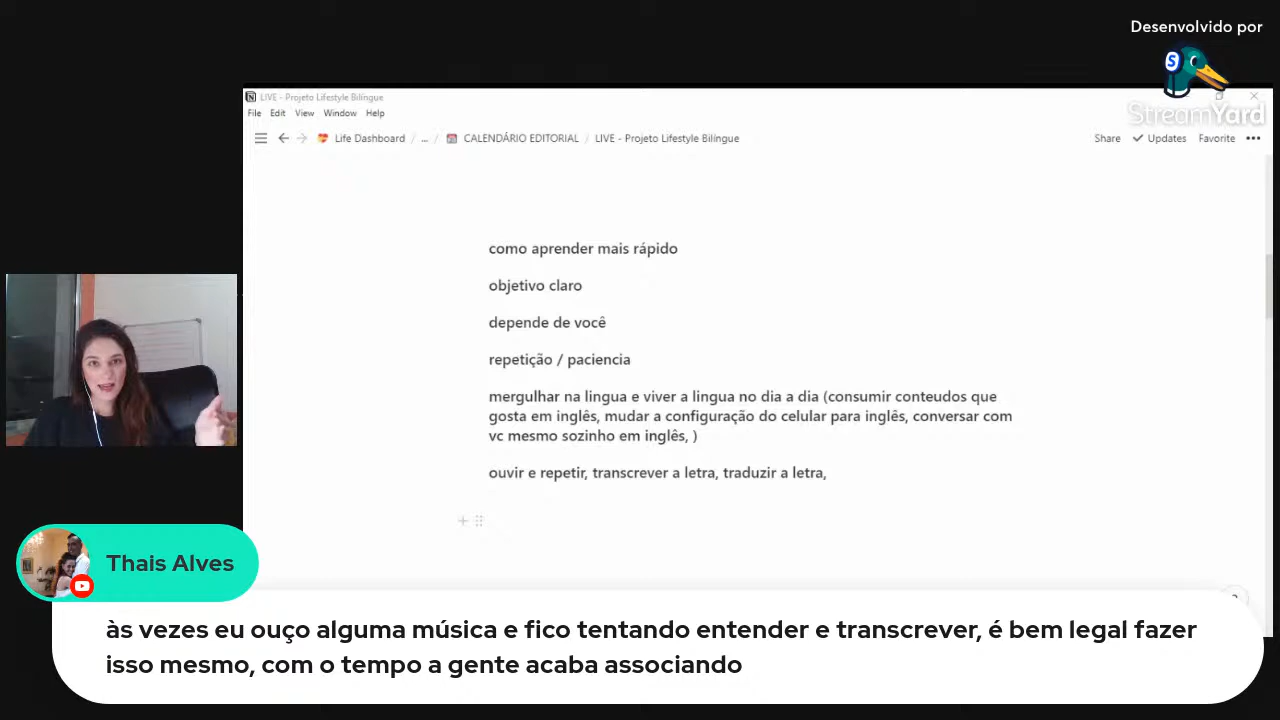 Desenvolvido por
StreamYard
LIVE - Projeto Lifestyle Bilíngue
File Edit View Window Help
Life Dashboard / ... / CALENDÁRIO EDITORIAL / LIVE - Projeto Lifestyle Bilíngue
Share Updates Favorite •••
como aprender mais rápido
objetivo claro
depende de você
repetição / paciencia
mergulhar na lingua e viver a lingua no dia a dia (consumir conteudos que
gosta em inglês, mudar a configuração do celular para inglês, conversar com
vc mesmo sozinho em inglês, )
ouvir e repetir, transcrever a letra, traduzir a letra,
Thais Alves
às vezes eu ouço alguma música e fico tentando entender e transcrever, é bem legal fazer
isso mesmo, com o tempo a gente acaba associando